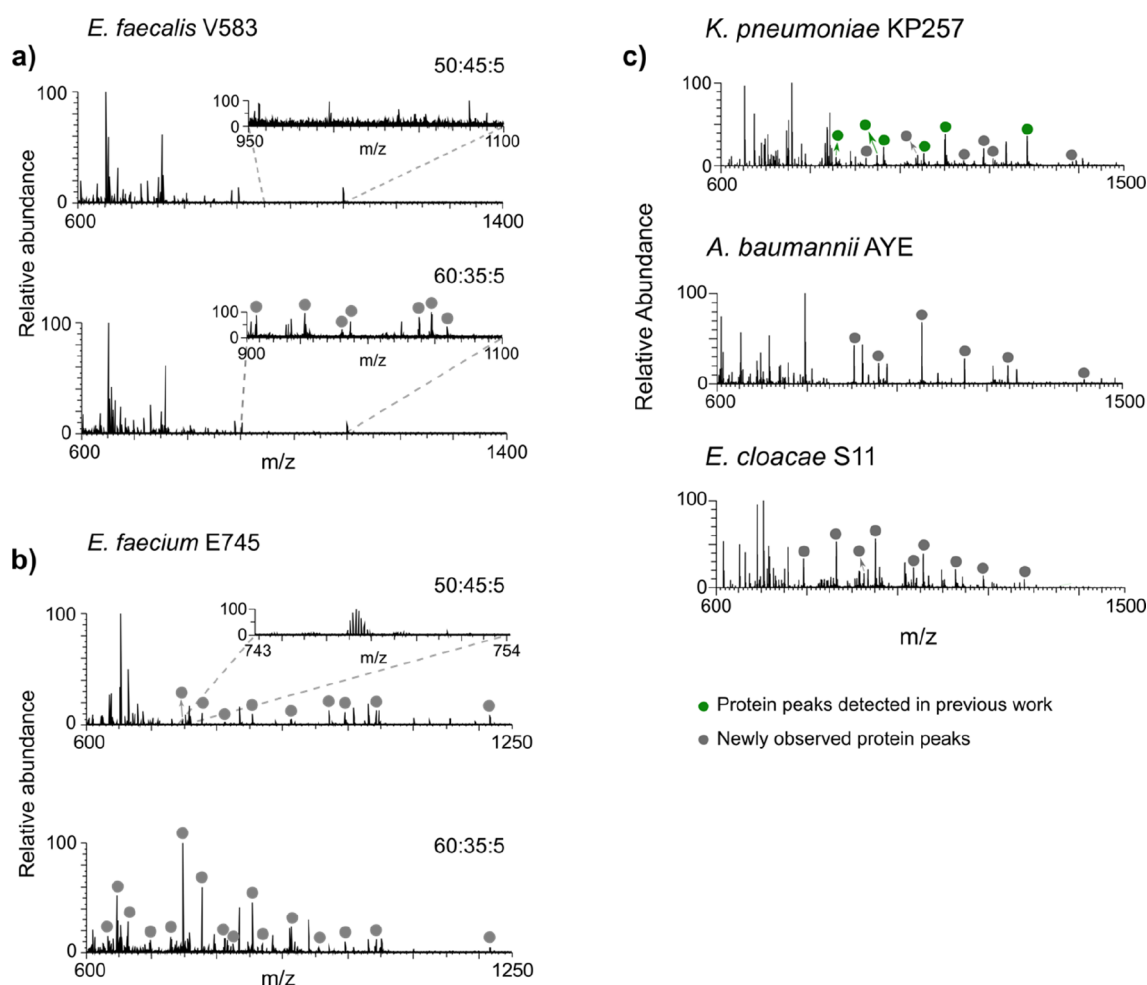 E. faecalis V583
a)
50:45:5
100
0
950
m/z
1100
100
0
600
1400
60:35:5
100
0
900
m/z
1100
100
0
600
m/z
1400
Relative abundance
b)
E. faecium E745
50:45:5
100
0
743
m/z
754
100
0
600
1250
60:35:5
100
0
600
m/z
1250
Relative abundance
c)
K. pneumoniae KP257
100
0
600
1500
A. baumannii AYE
100
0
600
1500
E. cloacae S11
100
0
600
1500
m/z
Relative Abundance
Protein peaks detected in previous work
Newly observed protein peaks